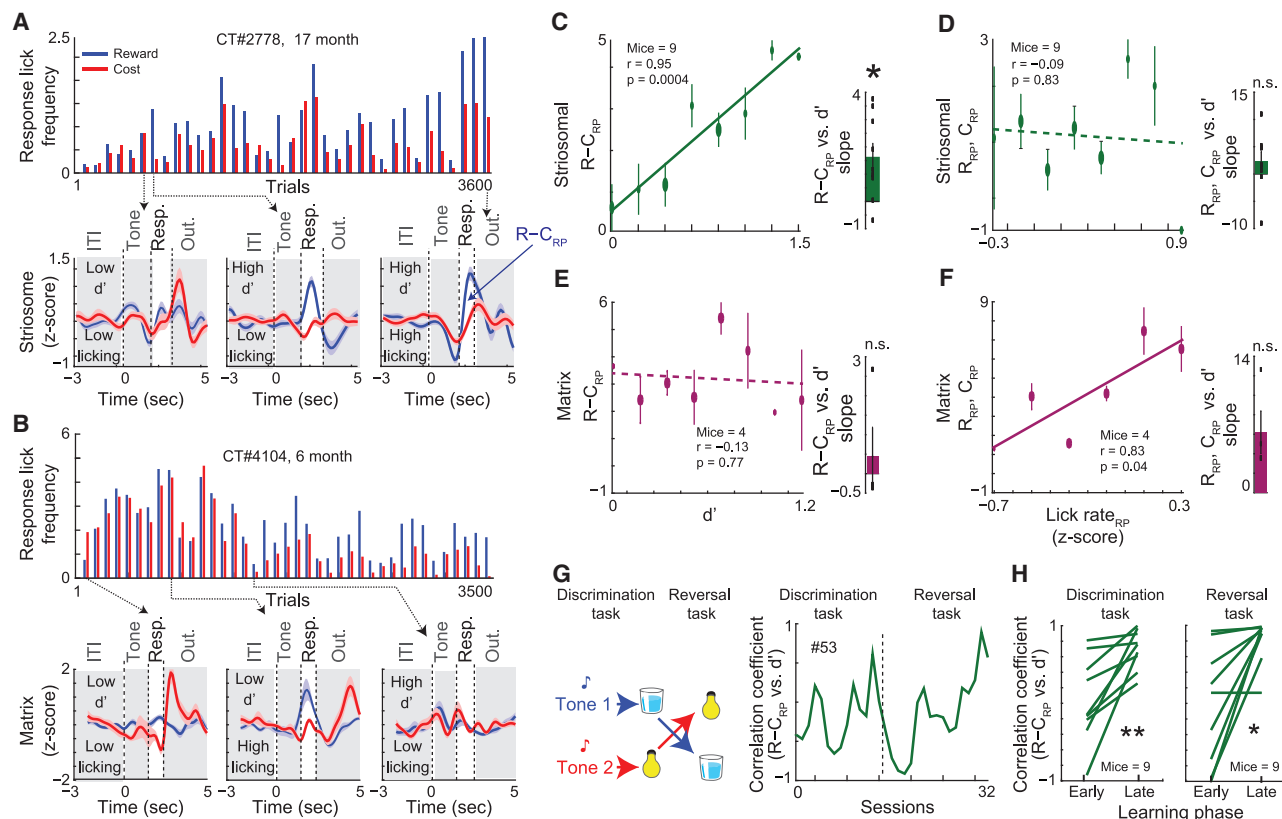 A
CT#2778, 17 month
Reward
Cost
Response lick
frequency
2.5
0
1
Trials
3600
ITI
Tone
Resp.
Out.
ITI
Tone
Resp.
Out.
ITI
Tone
Resp.
Out.
R−C_RP
Striosome
(z-score)
1.5
−1
Low
d'
Low
licking
High
d'
Low
licking
High
d'
High
licking
−3
0
5
−3
0
5
−3
0
5
Time (sec)
Time (sec)
Time (sec)
B
CT#4104, 6 month
Response lick
frequency
6
0
1
Trials
3500
ITI
Tone
Resp.
Out.
ITI
Tone
Resp.
Out.
ITI
Tone
Resp.
Out.
Matrix
(z-score)
2
−2
Low
d'
Low
licking
Low
d'
High
licking
High
d'
Low
licking
−3
0
5
−3
0
5
−3
0
5
Time (sec)
Time (sec)
Time (sec)
C
Mice = 9
r = 0.95
p = 0.0004
Striosomal
R−C_RP
5
0
0
1.5
*
R−C_RP vs. d'
slope
4
−1
D
Mice = 9
r = −0.09
p = 0.83
Striosomal
R_RP, C_RP
3
−1
−0.3
0.9
n.s.
R_RP, C_RP vs. d'
slope
15
−10
E
Mice = 4
r = −0.13
p = 0.77
Matrix
R−C_RP
6
−1
0
1.2
d'
n.s.
R−C_RP vs. d'
slope
3
−0.5
F
Mice = 4
r = 0.83
p = 0.04
Matrix
R_RP, C_RP
9
−1
−0.7
0.3
Lick rate_RP
(z-score)
n.s.
R_RP, C_RP vs. d'
slope
14
0
G
Discrimination
task
Reversal
task
♪
Tone 1
♪
Tone 2
Discrimination
task
Reversal
task
#53
Correlation coefficient
(R−C_RP vs. d')
1
−1
0
32
Sessions
H
Discrimination
task
Reversal
task
Correlation coefficient
(R−C_RP vs. d')
1
−1
**
Mice = 9
*
Mice = 9
Early
Late
Early
Late
Learning phase